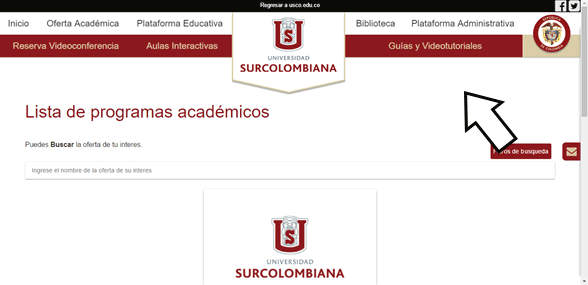 Regresar a usco.edu.co
Inicio Oferta Académica Plataforma Educativa Biblioteca Plataforma Administrativa
Reserva Videoconferencia Aulas Interactivas Guías y Videotutoriales
UNIVERSIDAD
SURCOLOMBIANA
Lista de programas académicos
Puedes Buscar la oferta de tu interes.
de busqueda
Ingrese el nombre de la oferta de su interes
UNIVERSIDAD
SURCOLOMBIANA